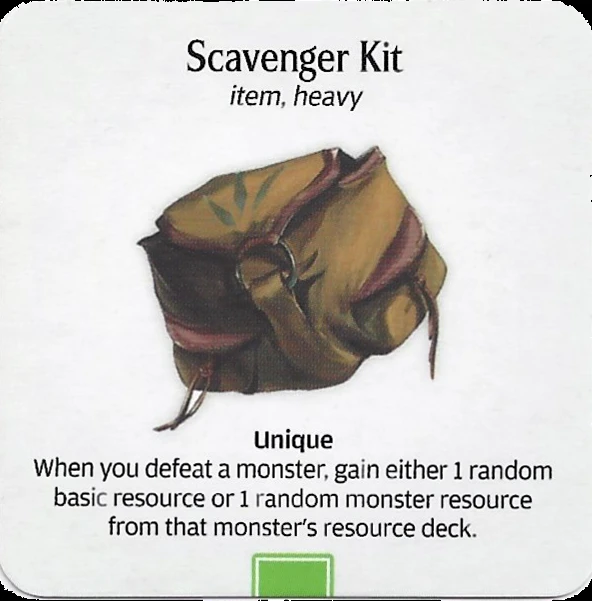 Scavenger Kit
item, heavy
Unique
When you defeat a monster, gain either 1 random
basic resource or 1 random monster resource
from that monster's resource deck.